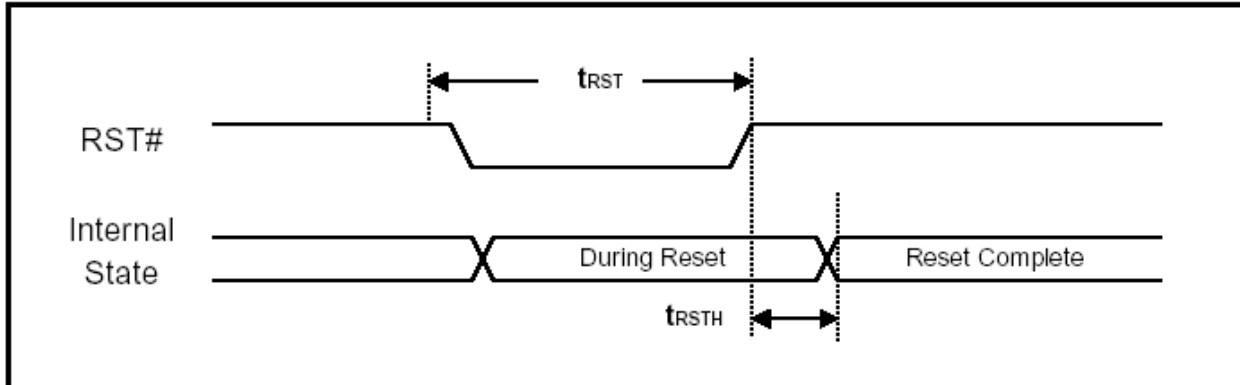 tRST
RST#
Internal
State
During Reset
Reset Complete
tRSTH